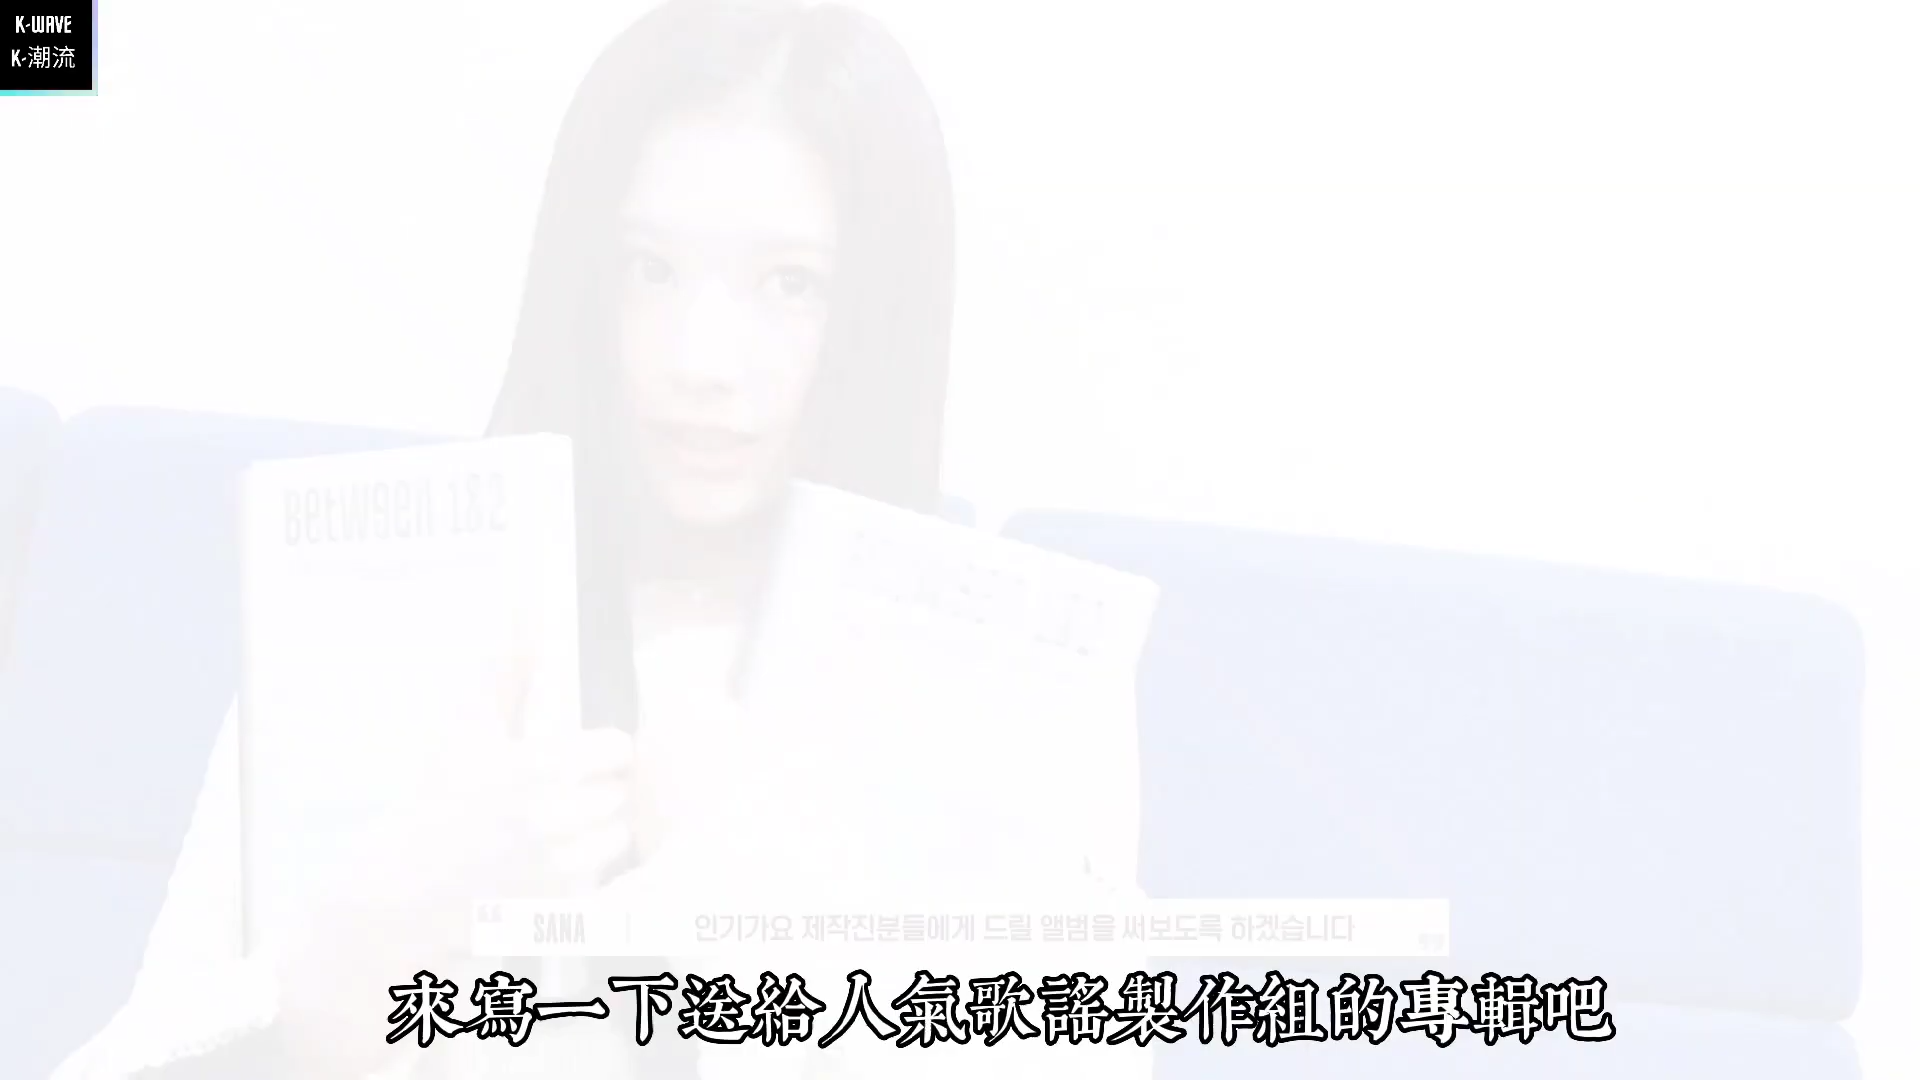 K-WAVE
K-潮流
Between 1&2
SANA
인기가요 제작진분들에게 드릴 앨범을 써보도록 하겠습니다
來寫一下送給人氣歌謠製作組的專輯吧